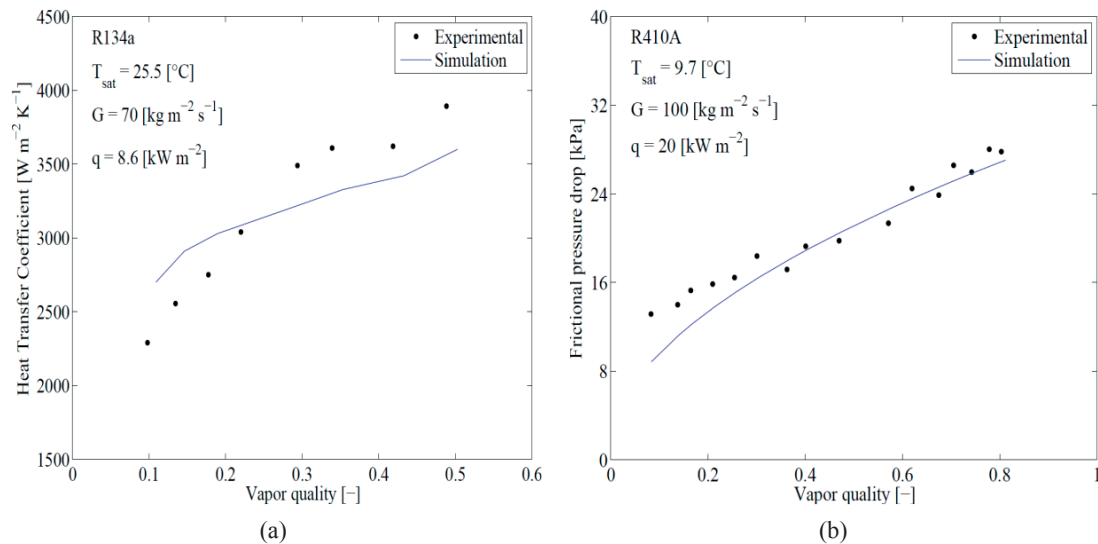 4500
4000
3500
3000
2500
2000
1500
Heat Transfer Coefficient [W m⁻² K⁻¹]
R134a
T_sat = 25.5 [°C]
G = 70 [kg m⁻² s⁻¹]
q = 8.6 [kW m⁻²]
Experimental
Simulation
0 0.1 0.2 0.3 0.4 0.5 0.6
Vapor quality [−]
(a)
40
32
24
16
8
0
Frictional pressure drop [kPa]
R410A
T_sat = 9.7 [°C]
G = 100 [kg m⁻² s⁻¹]
q = 20 [kW m⁻²]
Experimental
Simulation
0 0.2 0.4 0.6 0.8 1
Vapor quality [−]
(b)